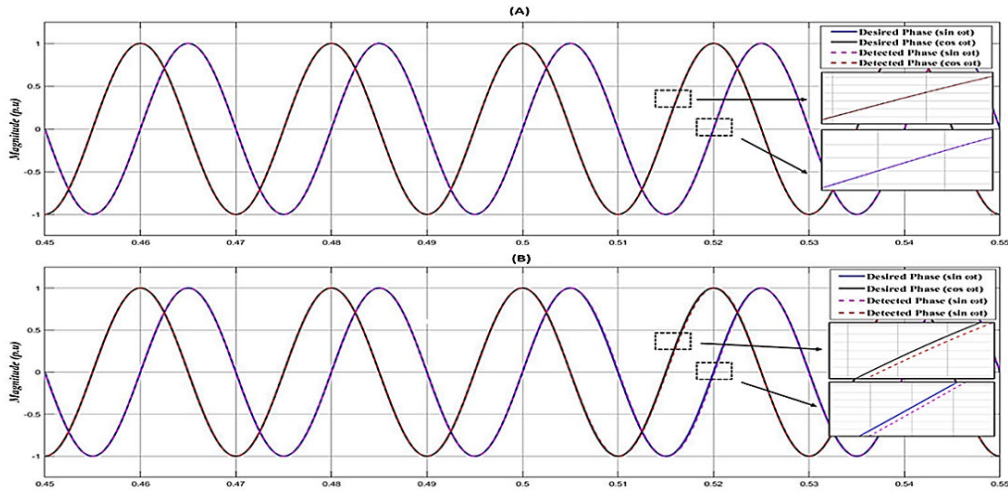 (A)
Magnitude (p.u)
1
0.5
0
-0.5
-1
Desired Phase (sin ωt)
Desired Phase (cos ωt)
Detected Phase (sin ωt)
Detected Phase (cos ωt)
0.45 0.46 0.47 0.48 0.49 0.5 0.51 0.52 0.53 0.54 0.55
(B)
Magnitude (p.u)
1
0.5
0
-0.5
-1
Desired Phase (sin ωt)
Desired Phase (cos ωt)
Detected Phase (sin ωt)
Detected Phase (sin ωt)
0.45 0.46 0.47 0.48 0.49 0.5 0.51 0.52 0.53 0.54 0.55